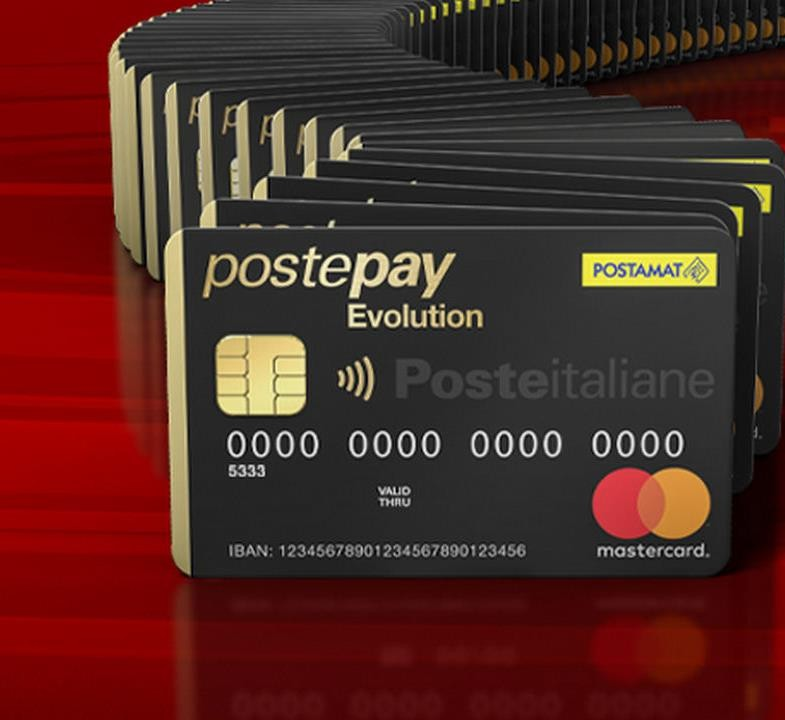 postepay
Evolution
POSTAMAT
Posteitaliane
0000 0000 0000 0000
5333
VALID
THRU
IBAN: 12345678901234567890123456
mastercard.